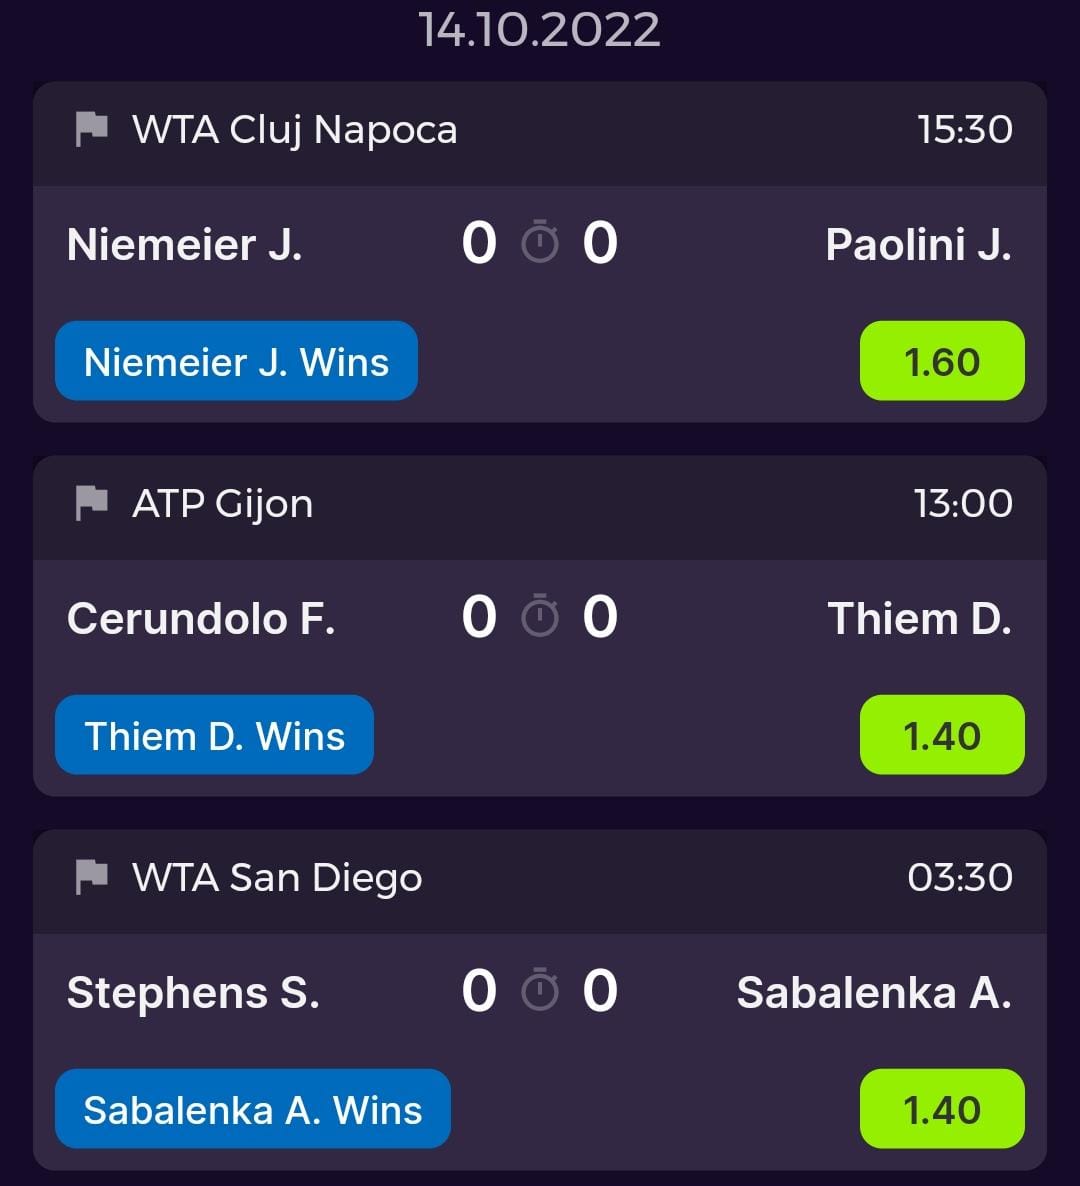 14.10.2022
WTA Cluj Napoca 15:30
Niemeier J. 0 0 Paolini J.
Niemeier J. Wins 1.60
ATP Gijon 13:00
Cerundolo F. 0 0 Thiem D.
Thiem D. Wins 1.40
WTA San Diego 03:30
Stephens S. 0 0 Sabalenka A.
Sabalenka A. Wins 1.40